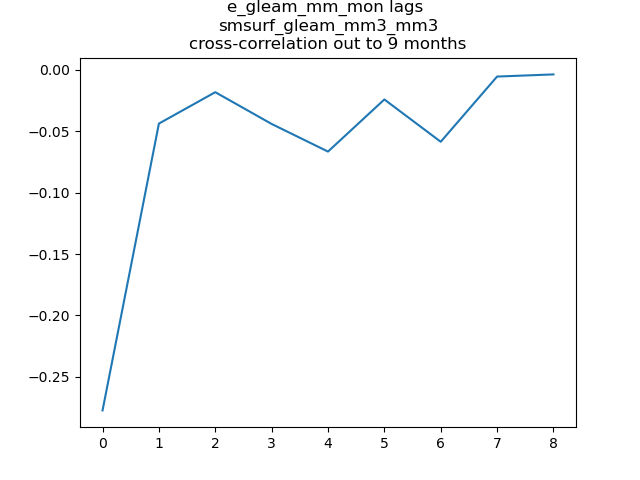 e_gleam_mm_mon lags
smsurf_gleam_mm3_mm3
cross-correlation out to 9 months
0.00
−0.05
−0.10
−0.15
−0.20
−0.25
0 1 2 3 4 5 6 7 8